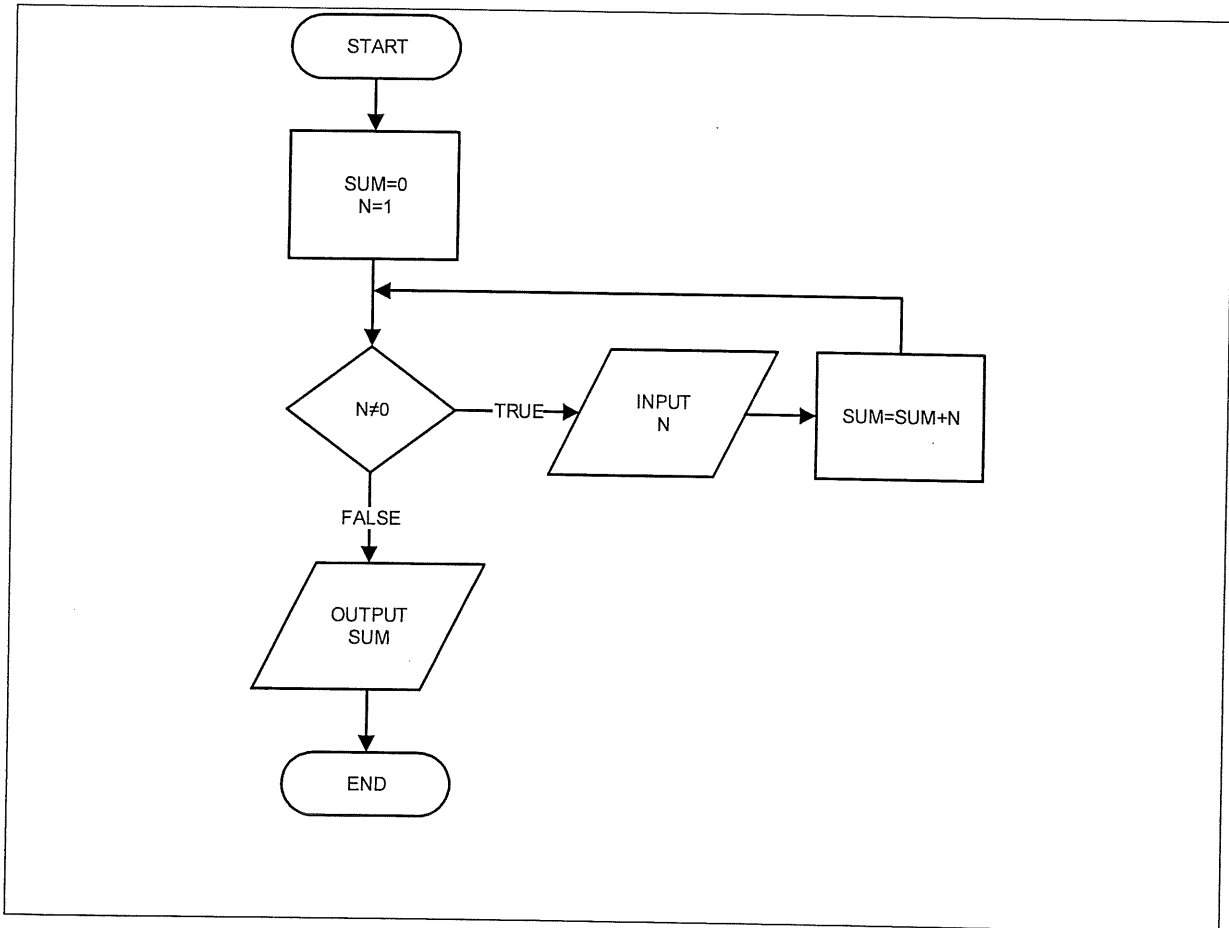 START
SUM=0
N=1
N≠0
TRUE
INPUT
N
SUM=SUM+N
FALSE
OUTPUT
SUM
END